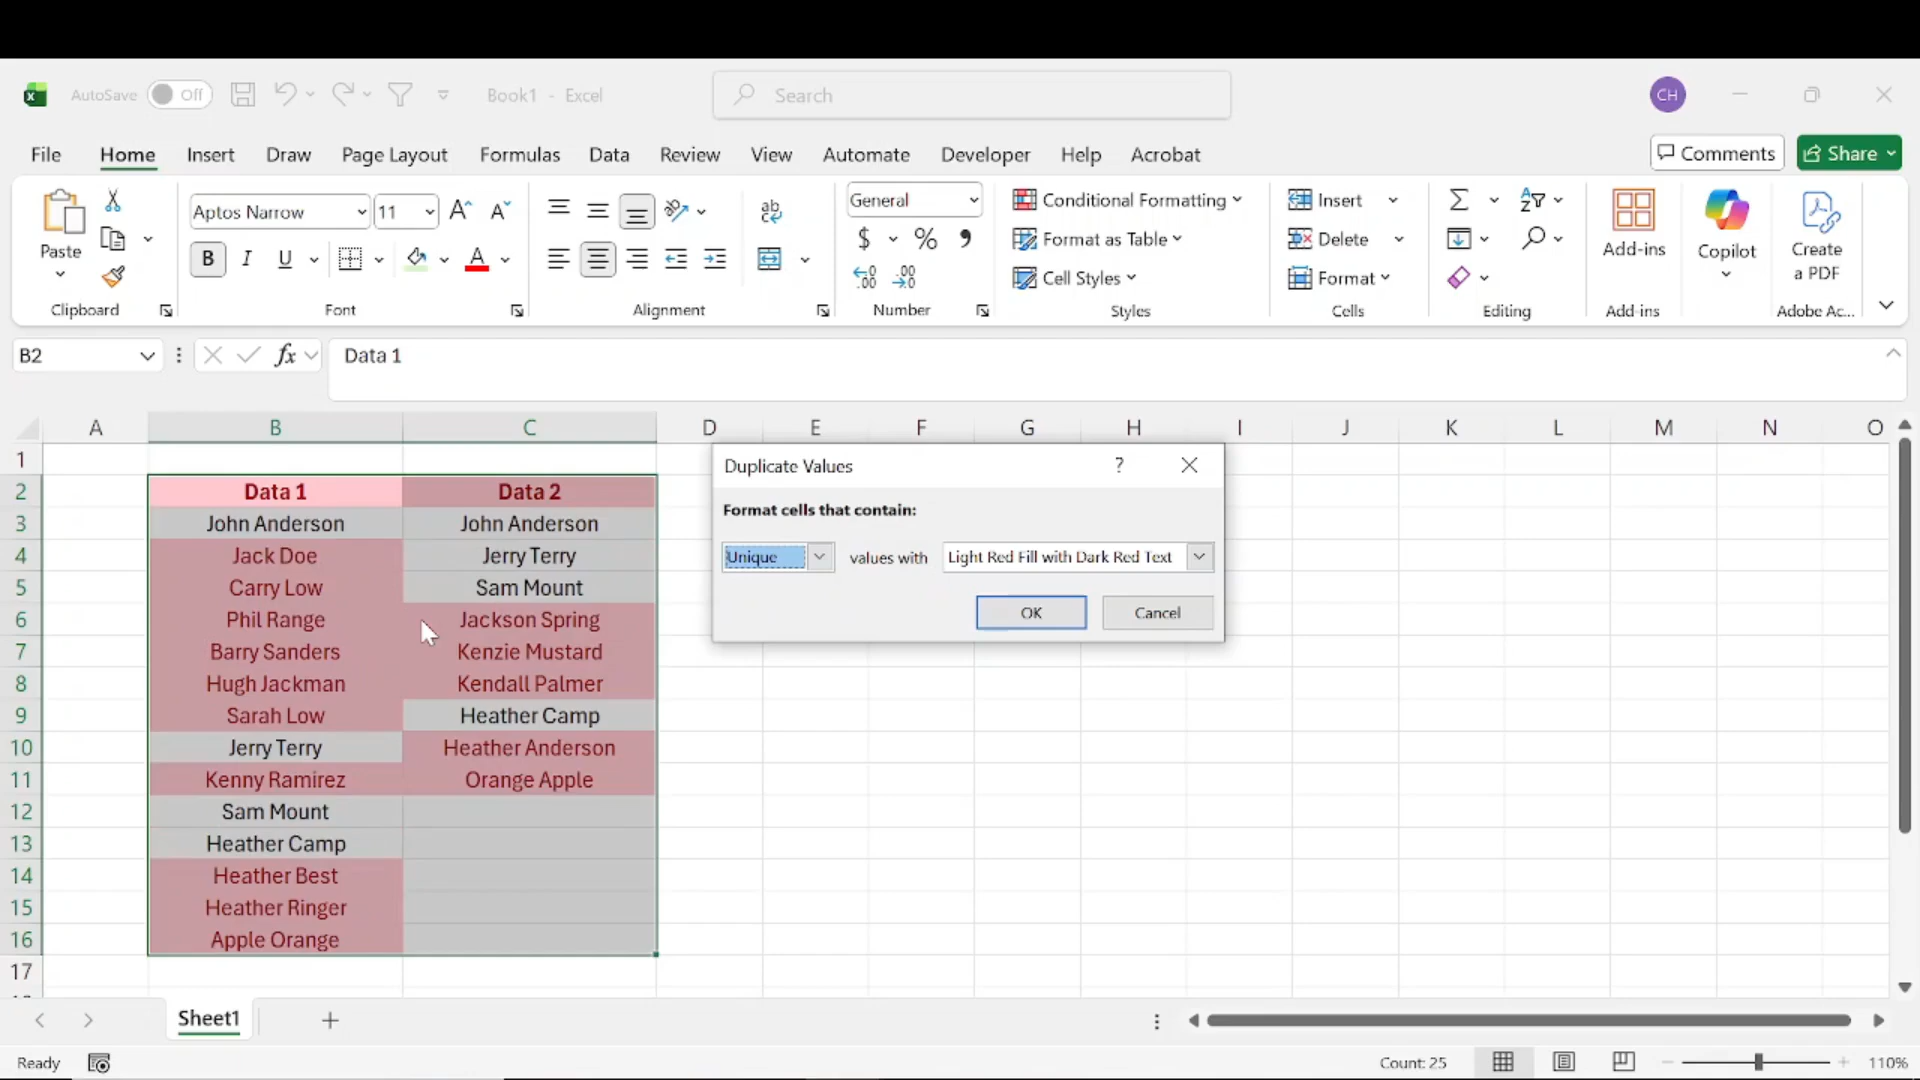 AutoSave Off Book1 - Excel Search CH
File Home Insert Draw Page Layout Formulas Data Review View Automate Developer Help Acrobat Comments Share
Paste Aptos Narrow 11 General Conditional Formatting Insert Add-ins Copilot Create a PDF
B I U A ab $ % Format as Table Delete
Cell Styles Format
Clipboard Font Alignment Number Styles Cells Editing Add-ins Adobe Ac...
B2 fx Data 1
A B C D E F G H I J K L M N O
1
2 Data 1 Data 2
3 John Anderson John Anderson
4 Jack Doe Jerry Terry
5 Carry Low Sam Mount
6 Phil Range Jackson Spring
7 Barry Sanders Kenzie Mustard
8 Hugh Jackman Kendall Palmer
9 Sarah Low Heather Camp
10 Jerry Terry Heather Anderson
11 Kenny Ramirez Orange Apple
12 Sam Mount
13 Heather Camp
14 Heather Best
15 Heather Ringer
16 Apple Orange
17
Duplicate Values ?
Format cells that contain:
Unique values with Light Red Fill with Dark Red Text
OK Cancel
Sheet1
Ready Count: 25 110%